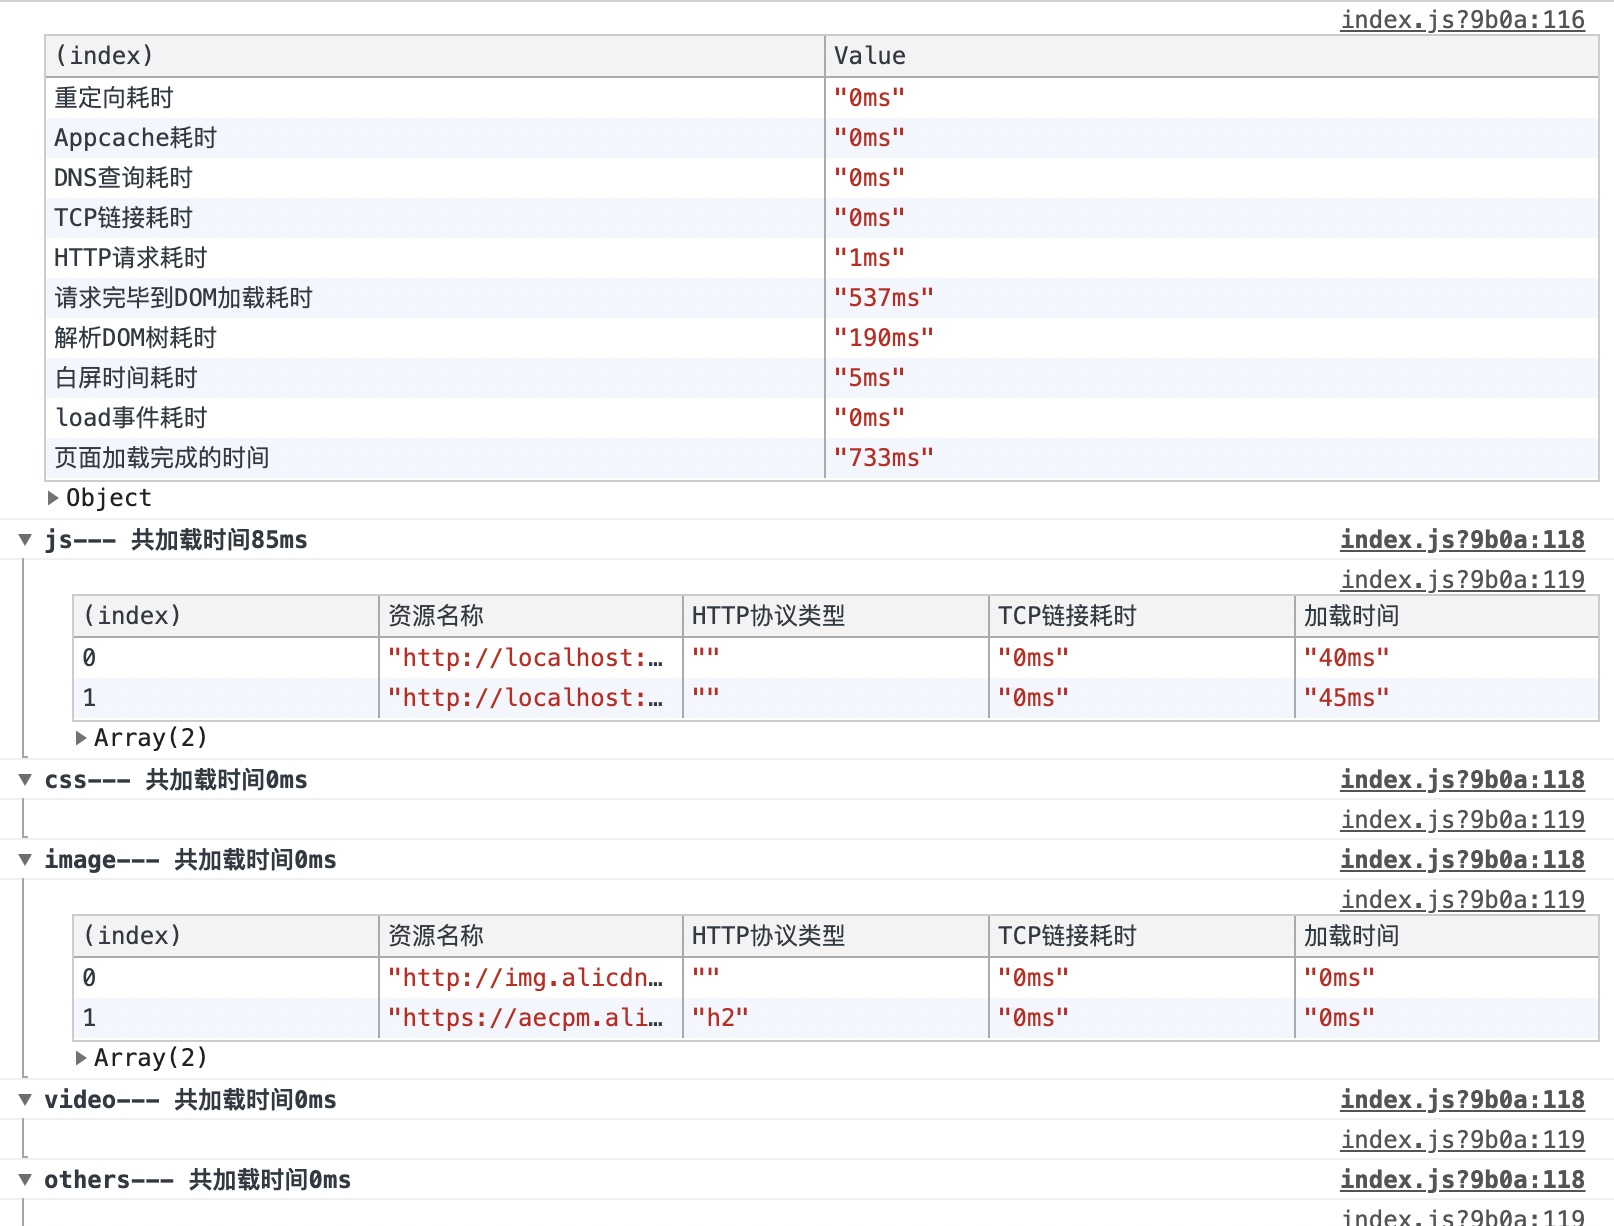 index.js?9b0a:116
(index) Value
重定向耗时 "0ms"
Appcache耗时 "0ms"
DNS查询耗时 "0ms"
TCP链接耗时 "0ms"
HTTP请求耗时 "1ms"
请求完毕到DOM加载耗时 "537ms"
解析DOM树耗时 "190ms"
白屏时间耗时 "5ms"
load事件耗时 "0ms"
页面加载完成的时间 "733ms"
Object
js--- 共加载时间85ms index.js?9b0a:118
index.js?9b0a:119
(index) 资源名称 HTTP协议类型 TCP链接耗时 加载时间
0 "http://localhost:… "" "0ms" "40ms"
1 "http://localhost:… "" "0ms" "45ms"
Array(2)
css--- 共加载时间0ms index.js?9b0a:118
index.js?9b0a:119
image--- 共加载时间0ms index.js?9b0a:118
index.js?9b0a:119
(index) 资源名称 HTTP协议类型 TCP链接耗时 加载时间
0 "http://img.alicdn… "" "0ms" "0ms"
1 "https://aecpm.ali… "h2" "0ms" "0ms"
Array(2)
video--- 共加载时间0ms index.js?9b0a:118
index.js?9b0a:119
others--- 共加载时间0ms index.js?9b0a:118
index.js?9b0a:119